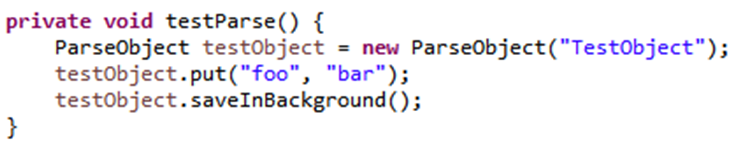 private void testParse() {
    ParseObject testObject = new ParseObject("TestObject");
    testObject.put("foo", "bar");
    testObject.saveInBackground();
}